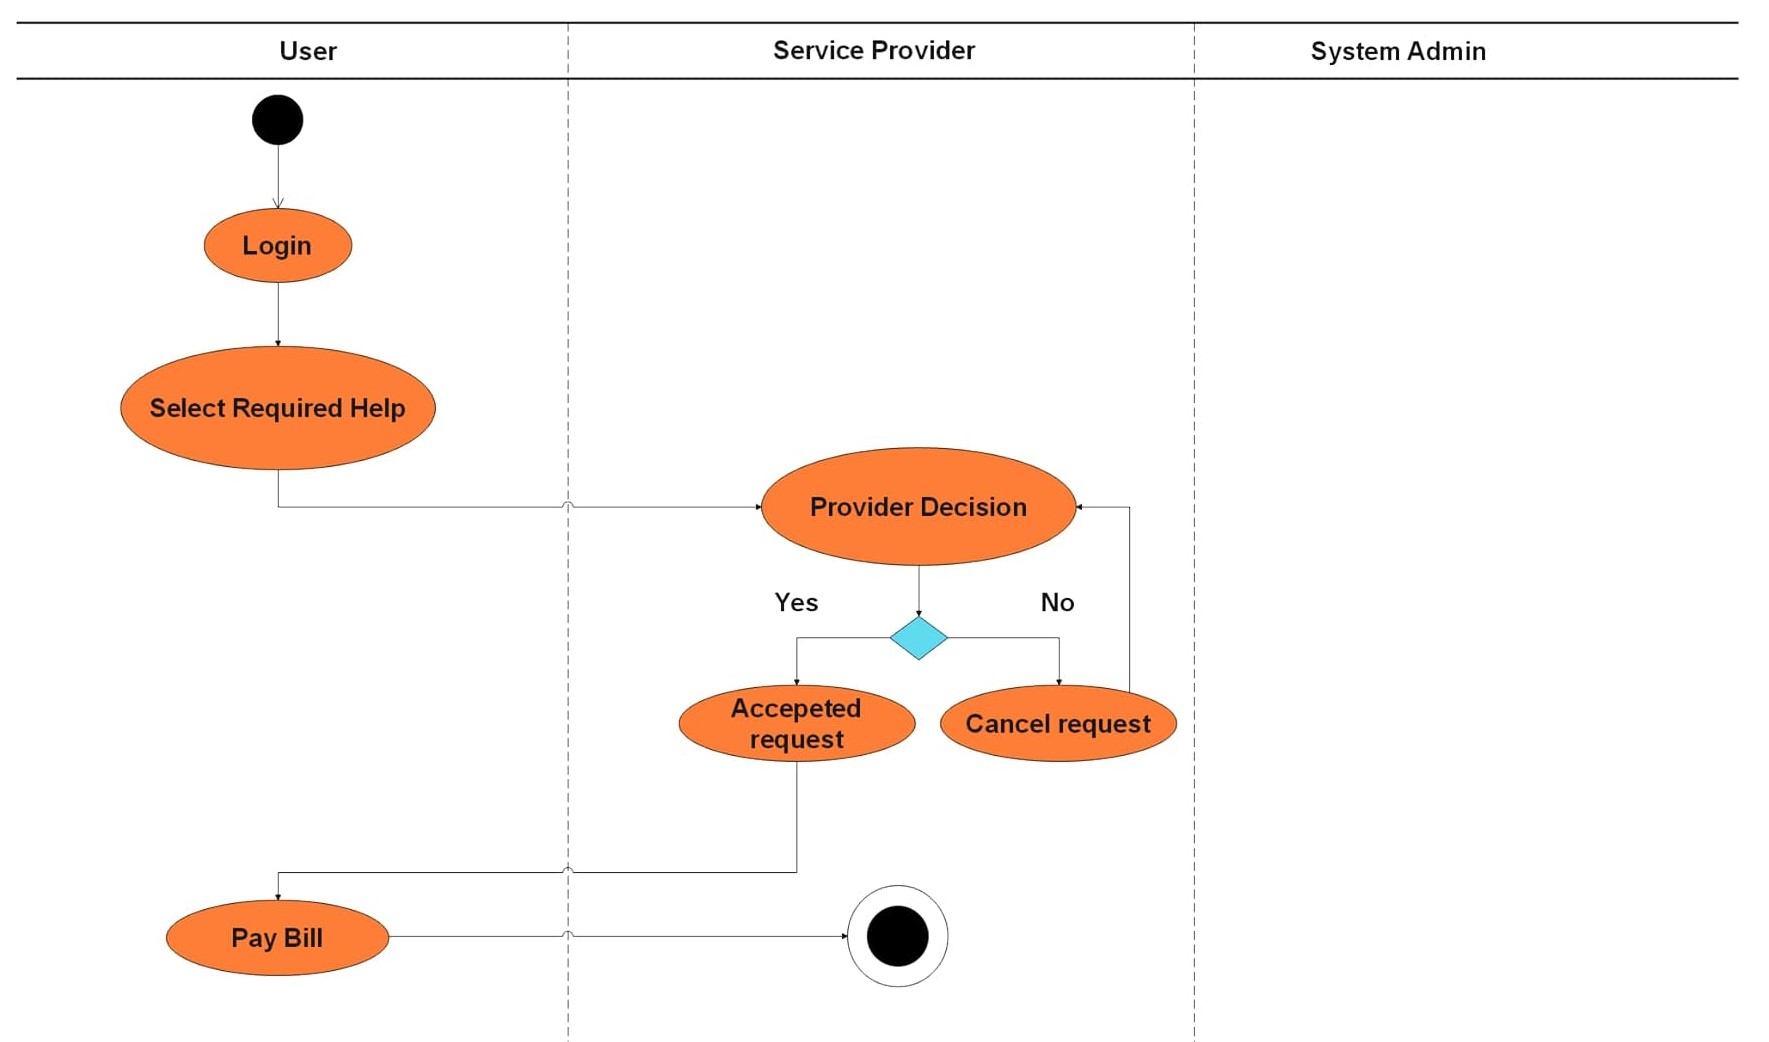 User
Service Provider
System Admin
Login
Select Required Help
Provider Decision
Yes
No
Accepeted
request
Cancel request
Pay Bill